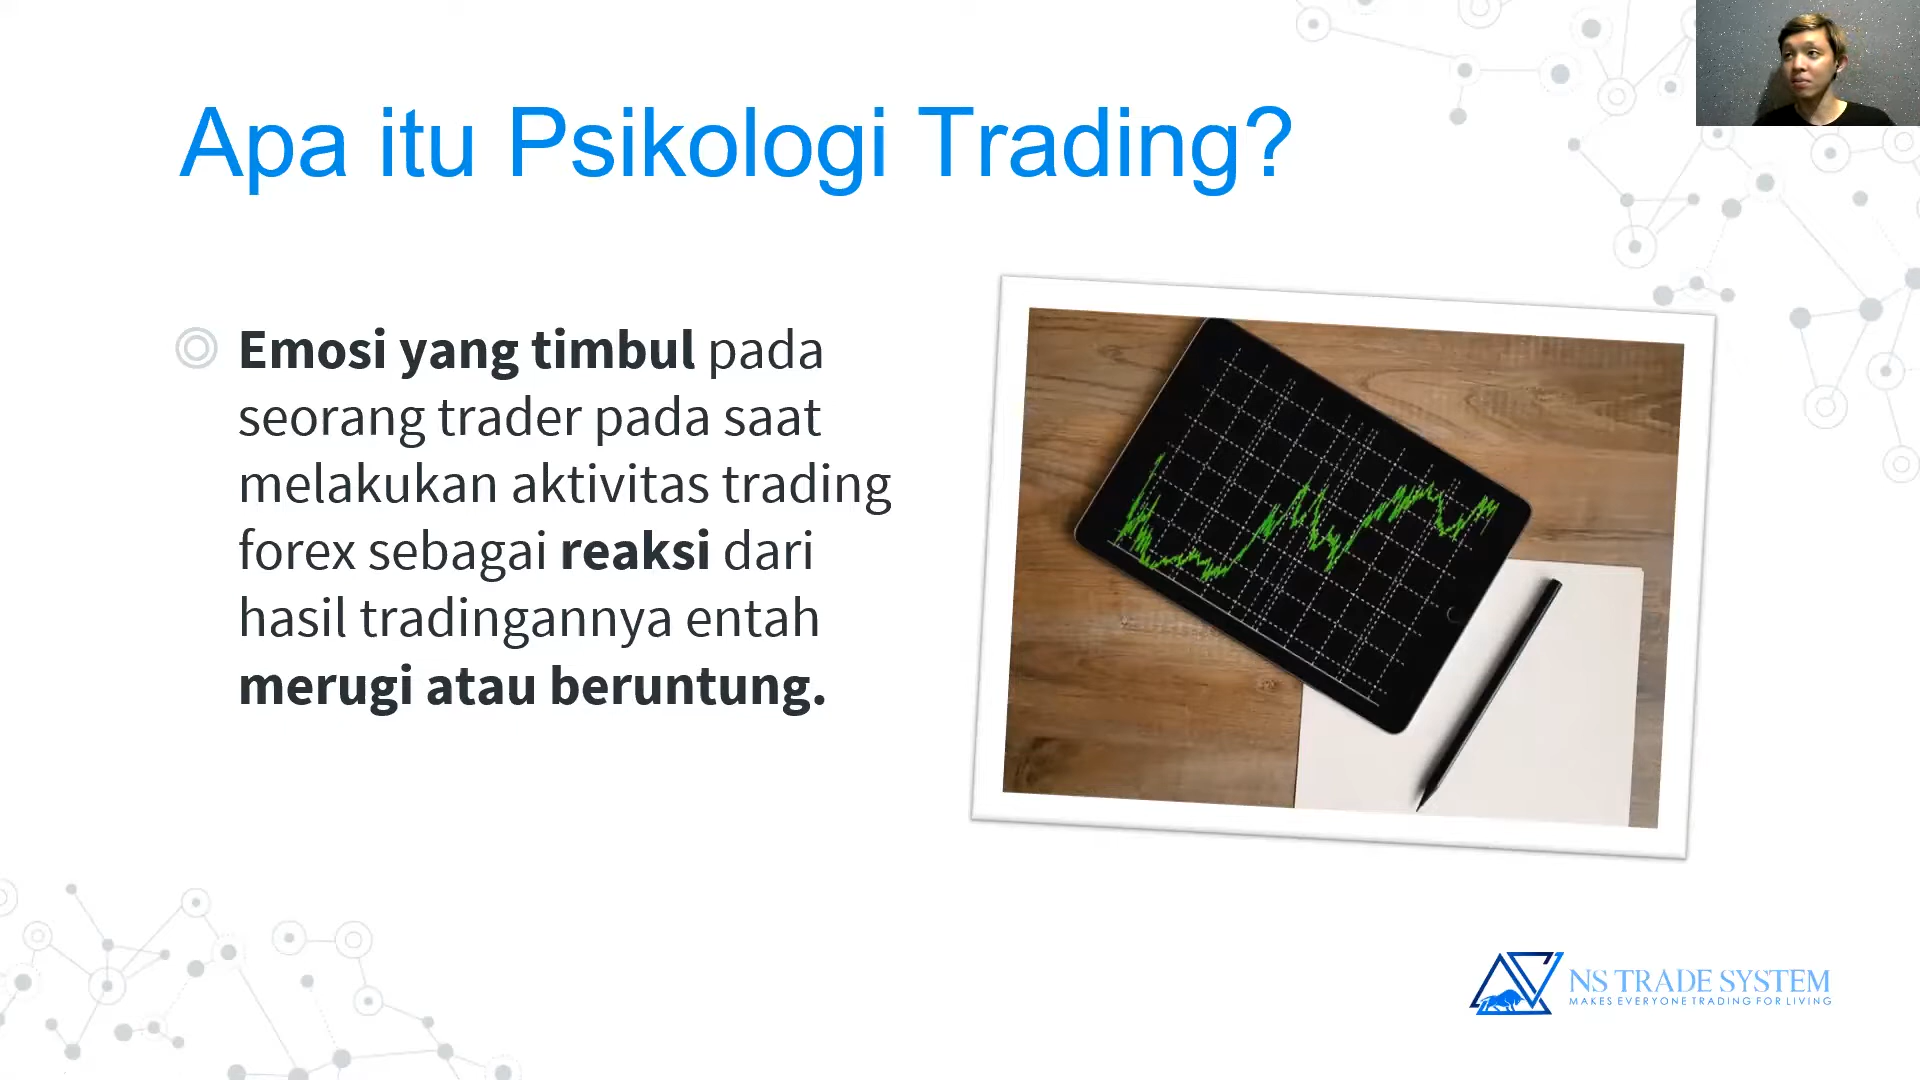 Apa itu Psikologi Trading?
Emosi yang timbul pada
seorang trader pada saat
melakukan aktivitas trading
forex sebagai reaksi dari
hasil tradingannya entah
merugi atau beruntung.
NS TRADE SYSTEM
MAKES EVERYONE TRADING FOR LIVING